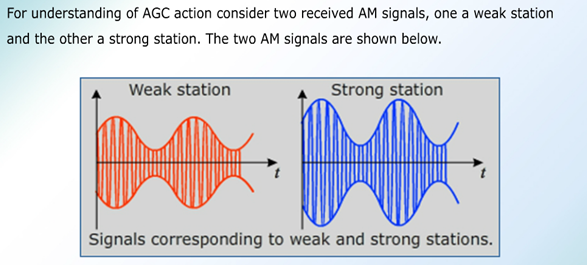 For understanding of AGC action consider two received AM signals, one a weak station
and the other a strong station. The two AM signals are shown below.
Weak station
Strong station
t
t
Signals corresponding to weak and strong stations.